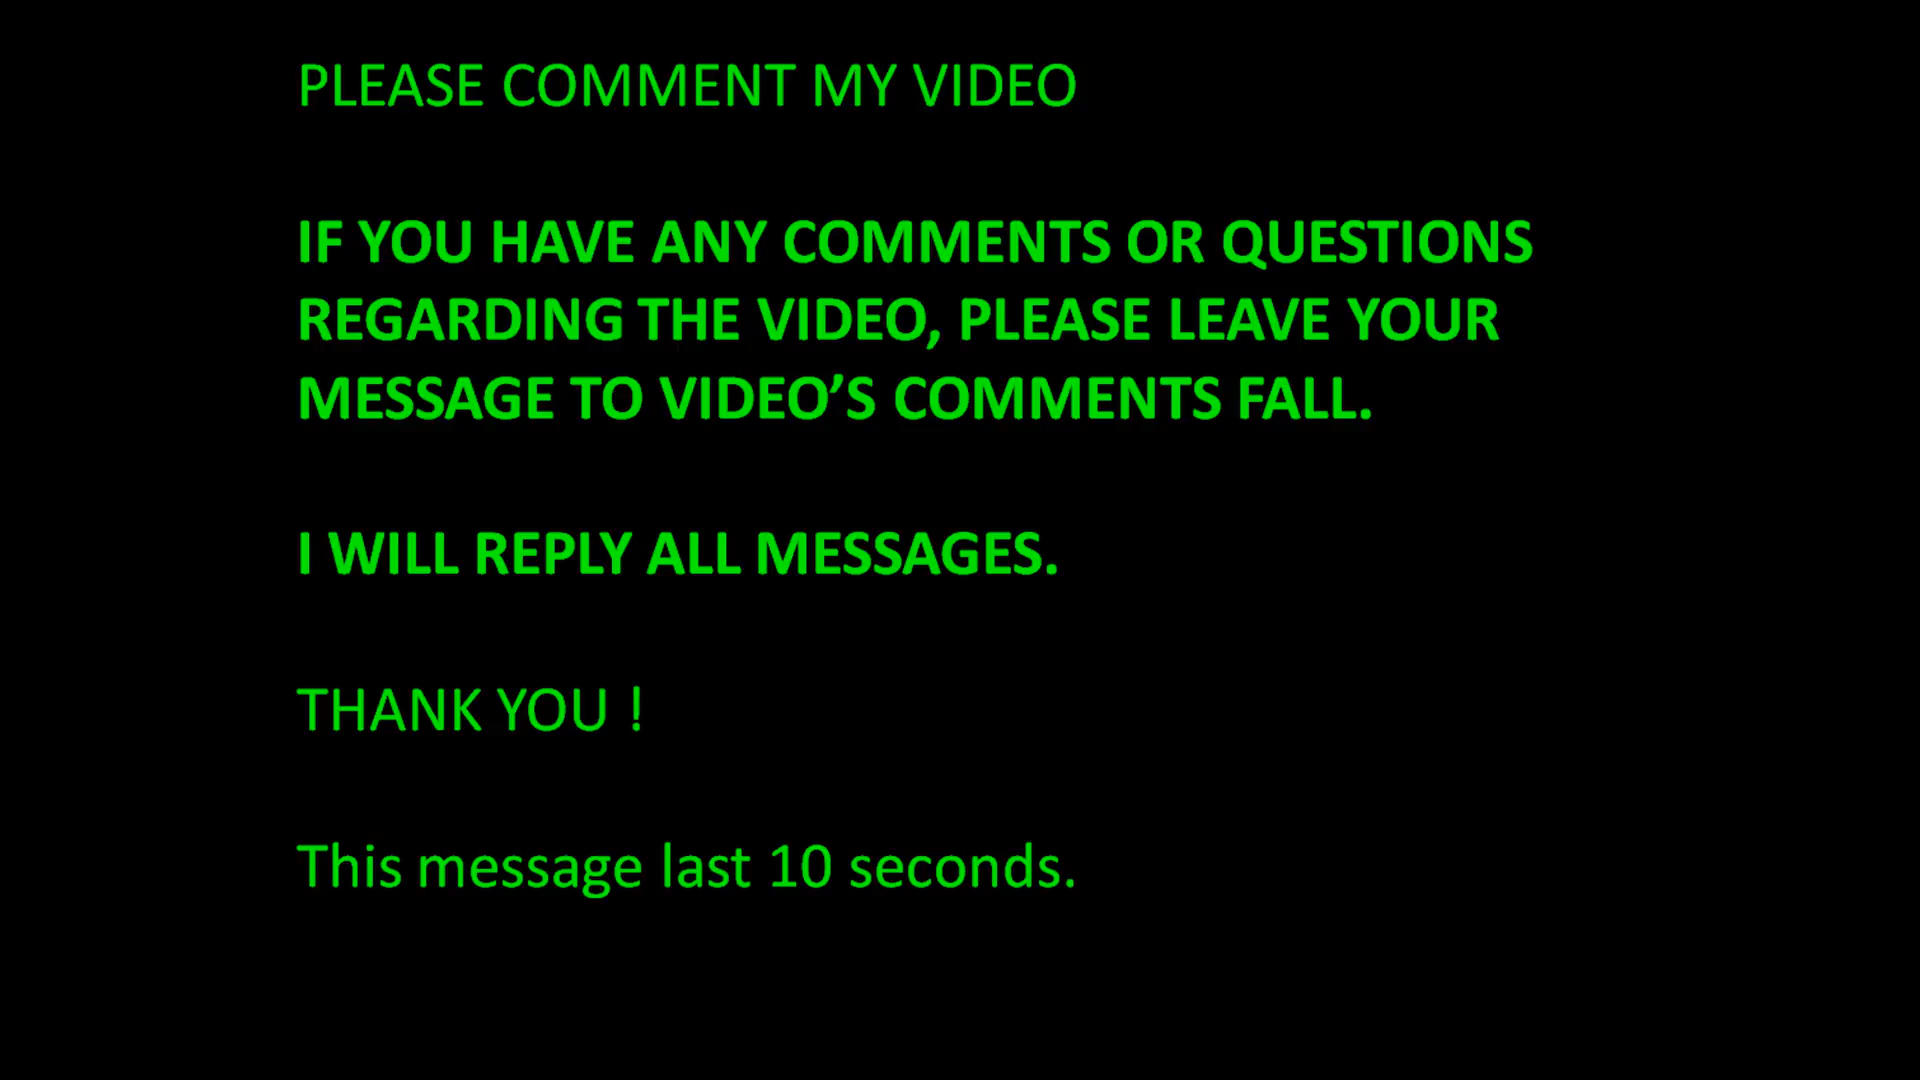 PLEASE COMMENT MY VIDEO
IF YOU HAVE ANY COMMENTS OR QUESTIONS
REGARDING THE VIDEO, PLEASE LEAVE YOUR
MESSAGE TO VIDEO’S COMMENTS FALL.
I WILL REPLY ALL MESSAGES.
THANK YOU !
This message last 10 seconds.